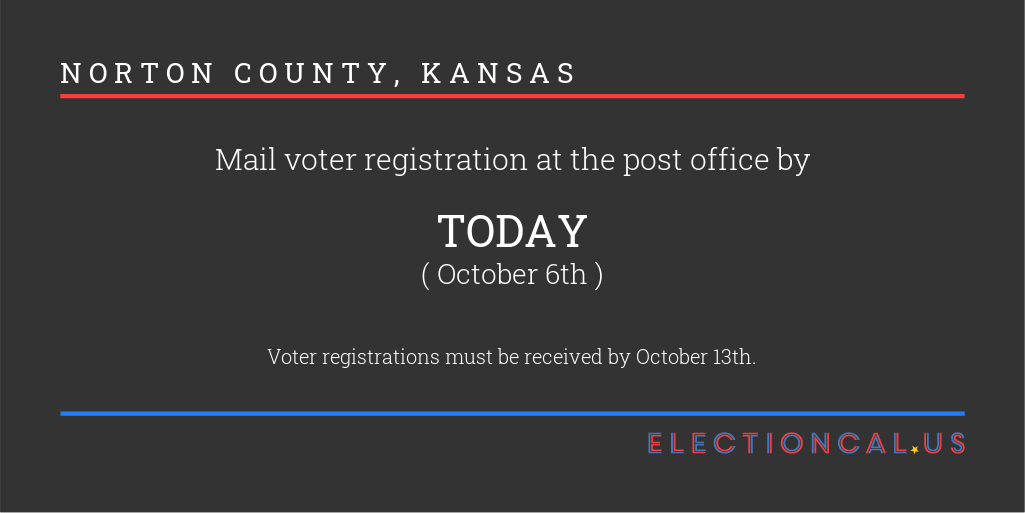 NORTON COUNTY, KANSAS
Mail voter registration at the post office by
TODAY
( October 6th )
Voter registrations must be received by October 13th.
ELECTIONCAL.US